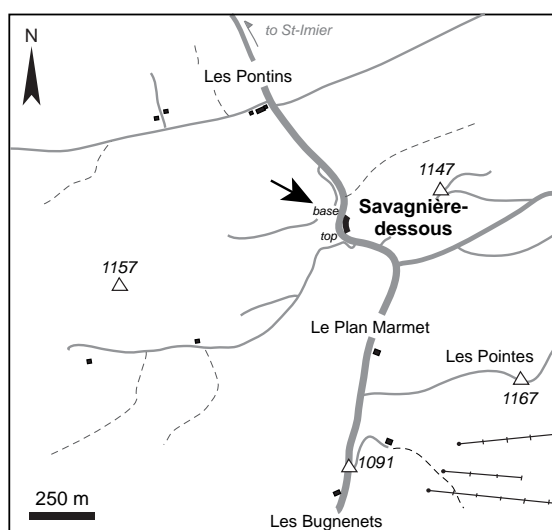 to St-Imier
N
Les Pontins
1147
base
Savagnière-
dessous
top
1157
Le Plan Marmet
Les Pointes
1167
1091
250 m
Les Bugnenets